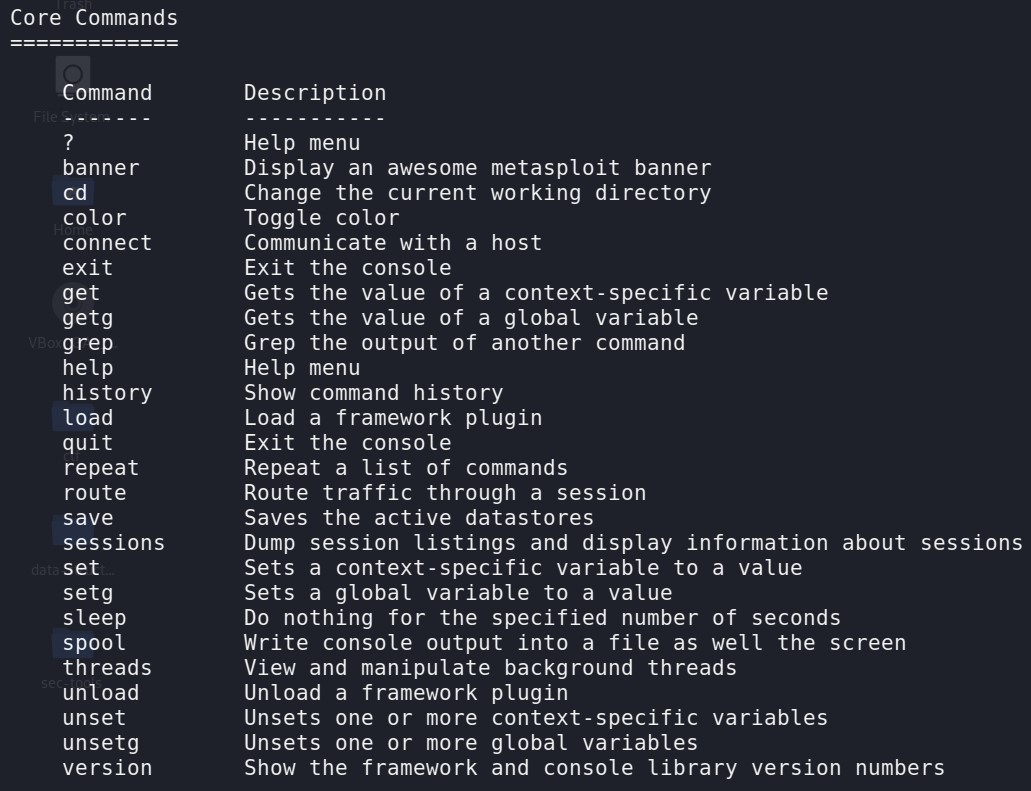 Trash
Core Commands
=============
Command       Description
-------       -----------
File System
?             Help menu
banner        Display an awesome metasploit banner
cd            Change the current working directory
color         Toggle color
Home
connect       Communicate with a host
exit          Exit the console
get           Gets the value of a context-specific variable
getg          Gets the value of a global variable
grep          Grep the output of another command
help          Help menu
history       Show command history
load          Load a framework plugin
quit          Exit the console
ctf
repeat        Repeat a list of commands
route         Route traffic through a session
save          Saves the active datastores
sessions      Dump session listings and display information about sessions
set           Sets a context-specific variable to a value
setg          Sets a global variable to a value
sleep         Do nothing for the specified number of seconds
spool         Write console output into a file as well the screen
threads       View and manipulate background threads
sec-tools
unload        Unload a framework plugin
unset         Unsets one or more context-specific variables
unsetg        Unsets one or more global variables
version       Show the framework and console library version numbers